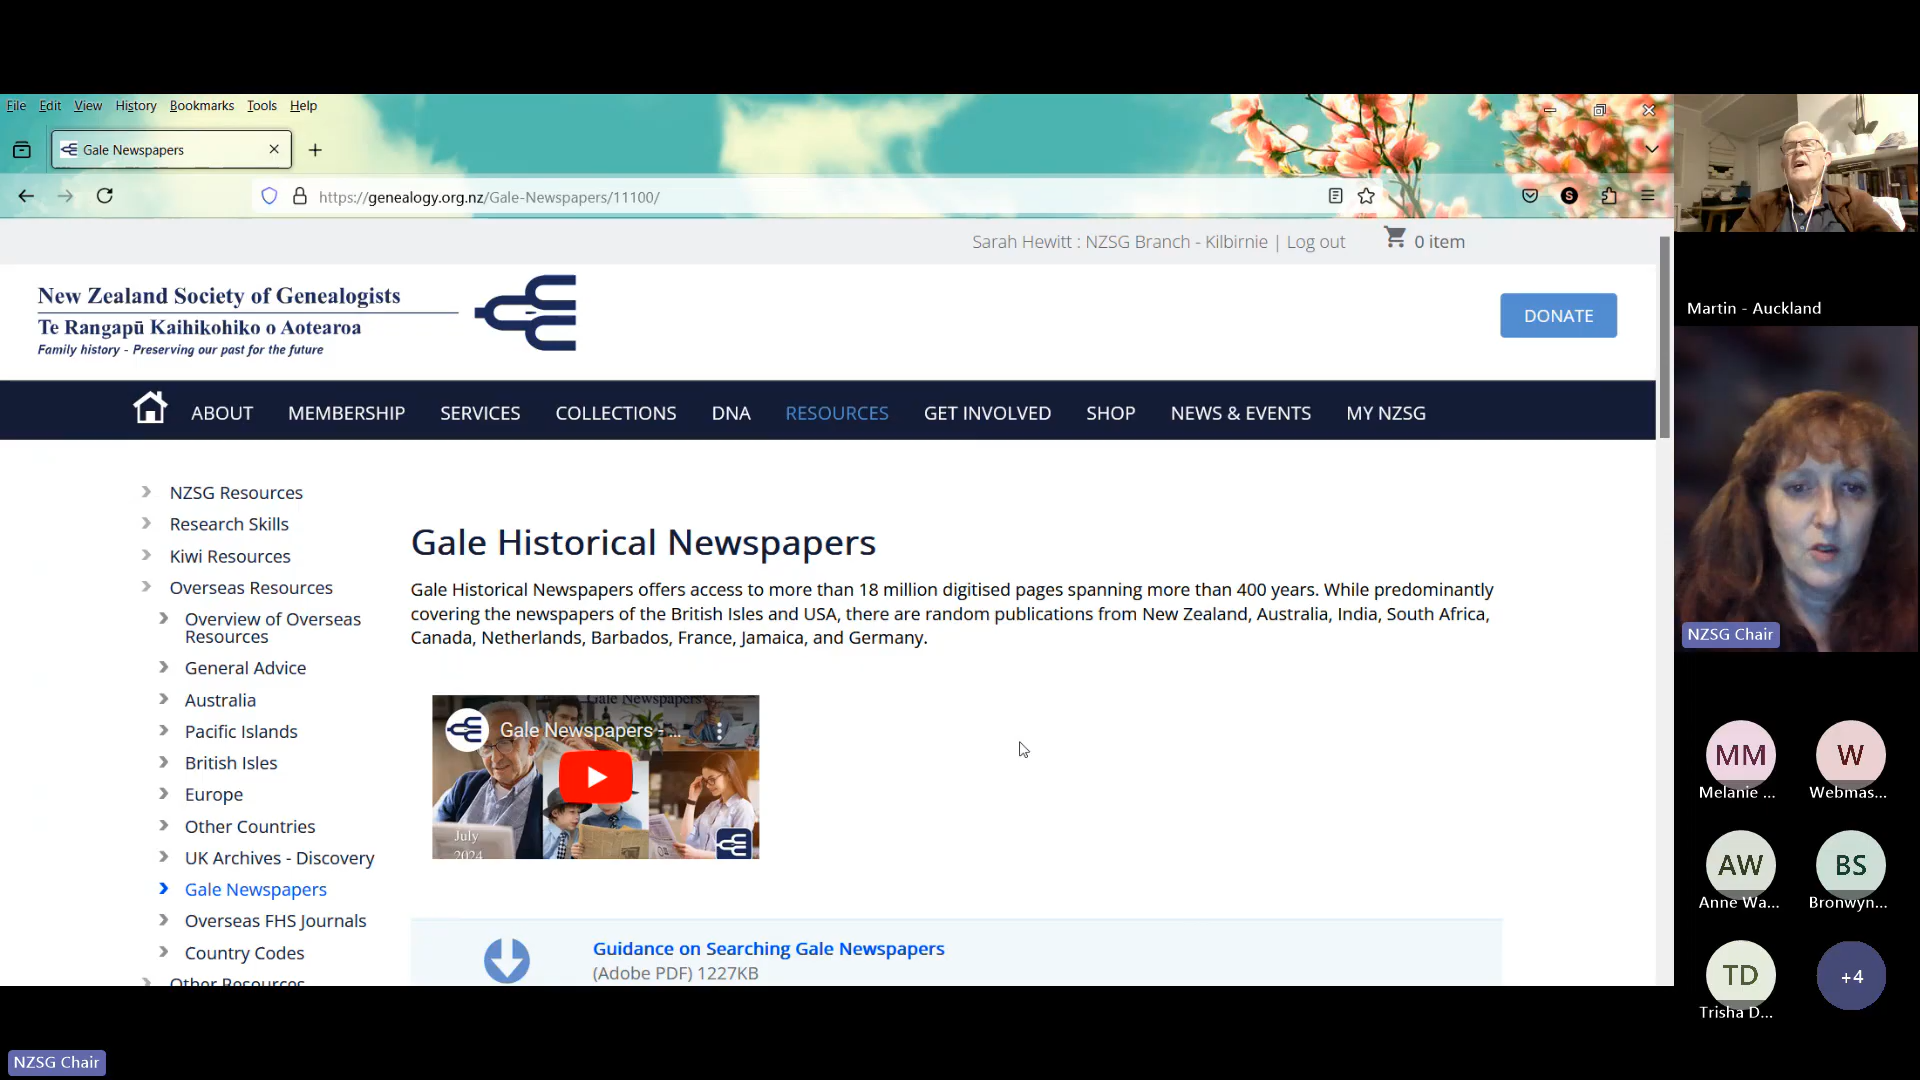 File Edit View History Bookmarks Tools Help
Gale Newspapers
https://genealogy.org.nz/Gale-Newspapers/11100/
Sarah Hewitt : NZSG Branch - Kilbirnie | Log out 0 item
New Zealand Society of Genealogists
Te Rangapū Kaihikohiko o Aotearoa
Family history - Preserving our past for the future
DONATE
ABOUT MEMBERSHIP SERVICES COLLECTIONS DNA RESOURCES GET INVOLVED SHOP NEWS & EVENTS MY NZSG
NZSG Resources
Research Skills
Kiwi Resources
Overseas Resources
Overview of Overseas
Resources
General Advice
Australia
Pacific Islands
British Isles
Europe
Other Countries
UK Archives - Discovery
Gale Newspapers
Overseas FHS Journals
Country Codes
Other Resources
Gale Historical Newspapers
Gale Historical Newspapers offers access to more than 18 million digitised pages spanning more than 400 years. While predominantly
covering the newspapers of the British Isles and USA, there are random publications from New Zealand, Australia, India, South Africa,
Canada, Netherlands, Barbados, France, Jamaica, and Germany.
Gale Newspapers
Gale Newspapers - ...
July
2024
Guidance on Searching Gale Newspapers
(Adobe PDF) 1227KB
Martin - Auckland
NZSG Chair
MM
Melanie ...
W
Webmas...
AW
Anne Wa...
BS
Bronwyn...
TD
Trisha D...
+4
NZSG Chair